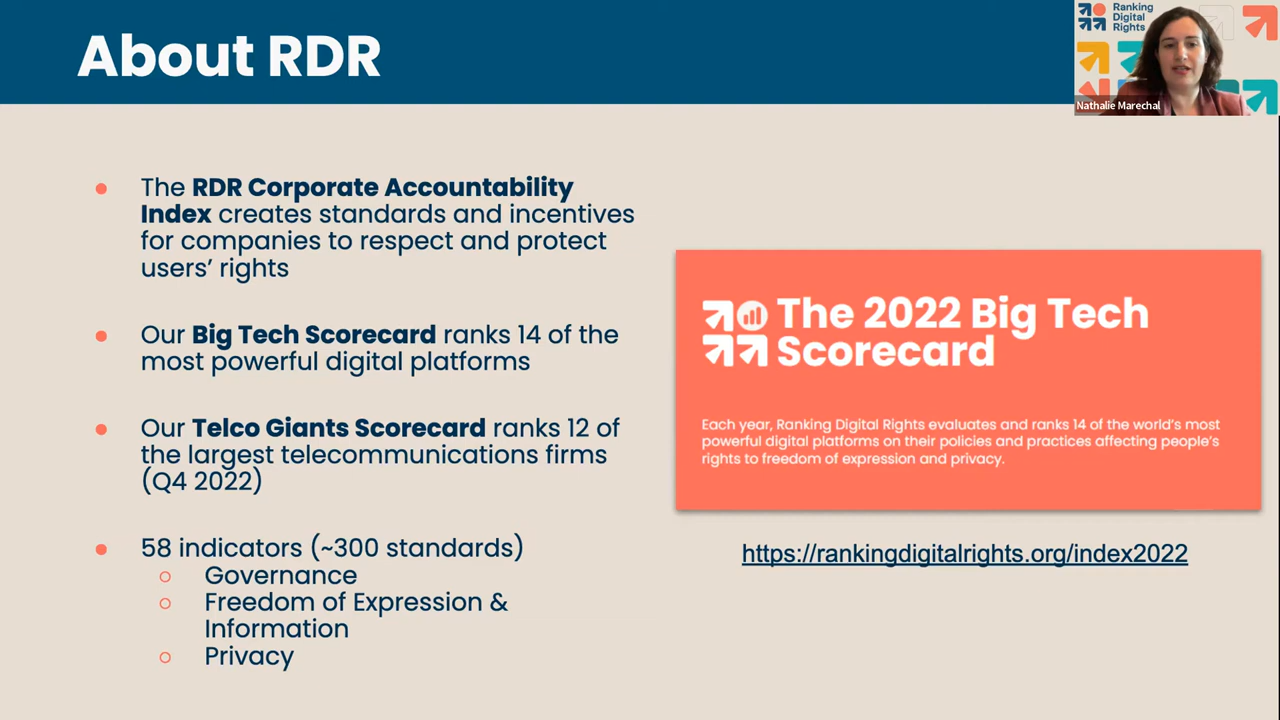 About RDR
Ranking
Digital
Rights
Nathalie Marechal
● The RDR Corporate Accountability
Index creates standards and incentives
for companies to respect and protect
users’ rights
● Our Big Tech Scorecard ranks 14 of the
most powerful digital platforms
● Our Telco Giants Scorecard ranks 12 of
the largest telecommunications firms
(Q4 2022)
● 58 indicators (~300 standards)
○ Governance
○ Freedom of Expression &
Information
○ Privacy
The 2022 Big Tech
Scorecard
Each year, Ranking Digital Rights evaluates and ranks 14 of the world’s most
powerful digital platforms on their policies and practices affecting people’s
rights to freedom of expression and privacy.
https://rankingdigitalrights.org/index2022